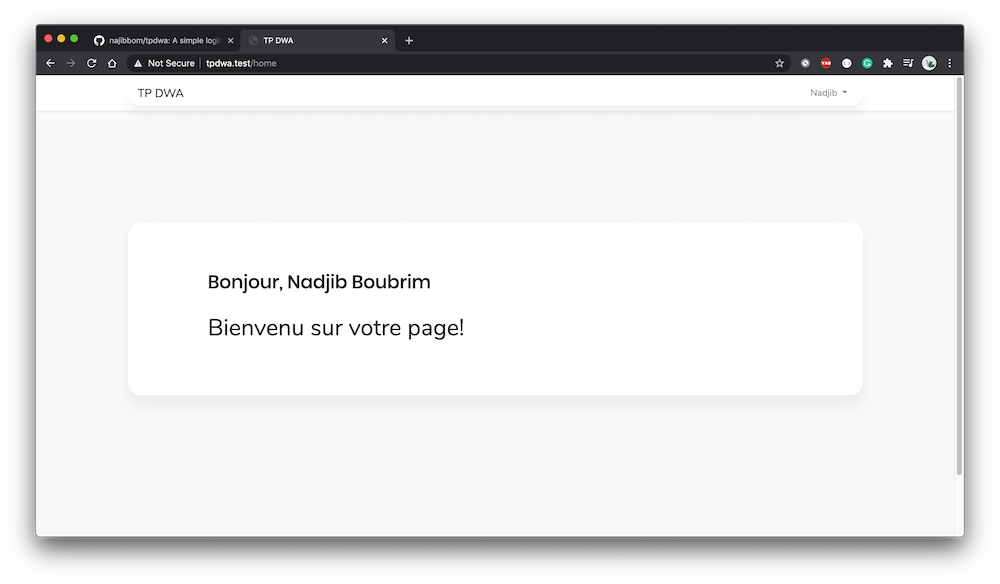 najibbom/tpdwa: A simple logi
TP DWA
Not Secure
tpdwa.test/home
TP DWA
Nadjib
Bonjour, Nadjib Boubrim
Bienvenu sur votre page!